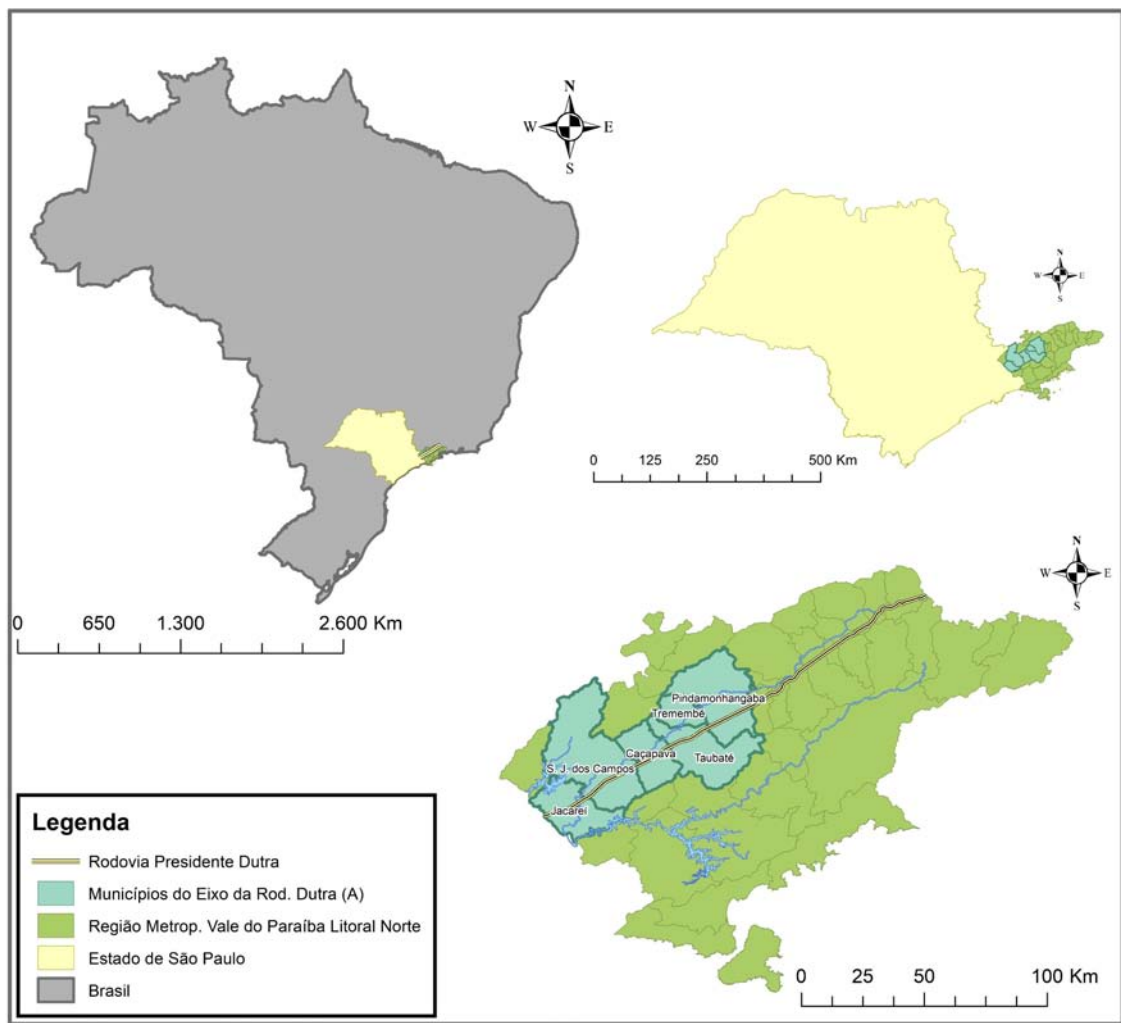 N
W E
S
0 650 1.300 2.600 Km
N
W E
S
0 125 250 500 Km
N
W E
S
Pindamonhangaba
Tremembé
Caçapava
Taubaté
S. J. dos Campos
Jacareí
0 25 50 100 Km
Legenda
Rodovia Presidente Dutra
Municípios do Eixo da Rod. Dutra (A)
Região Metrop. Vale do Paraíba Litoral Norte
Estado de São Paulo
Brasil